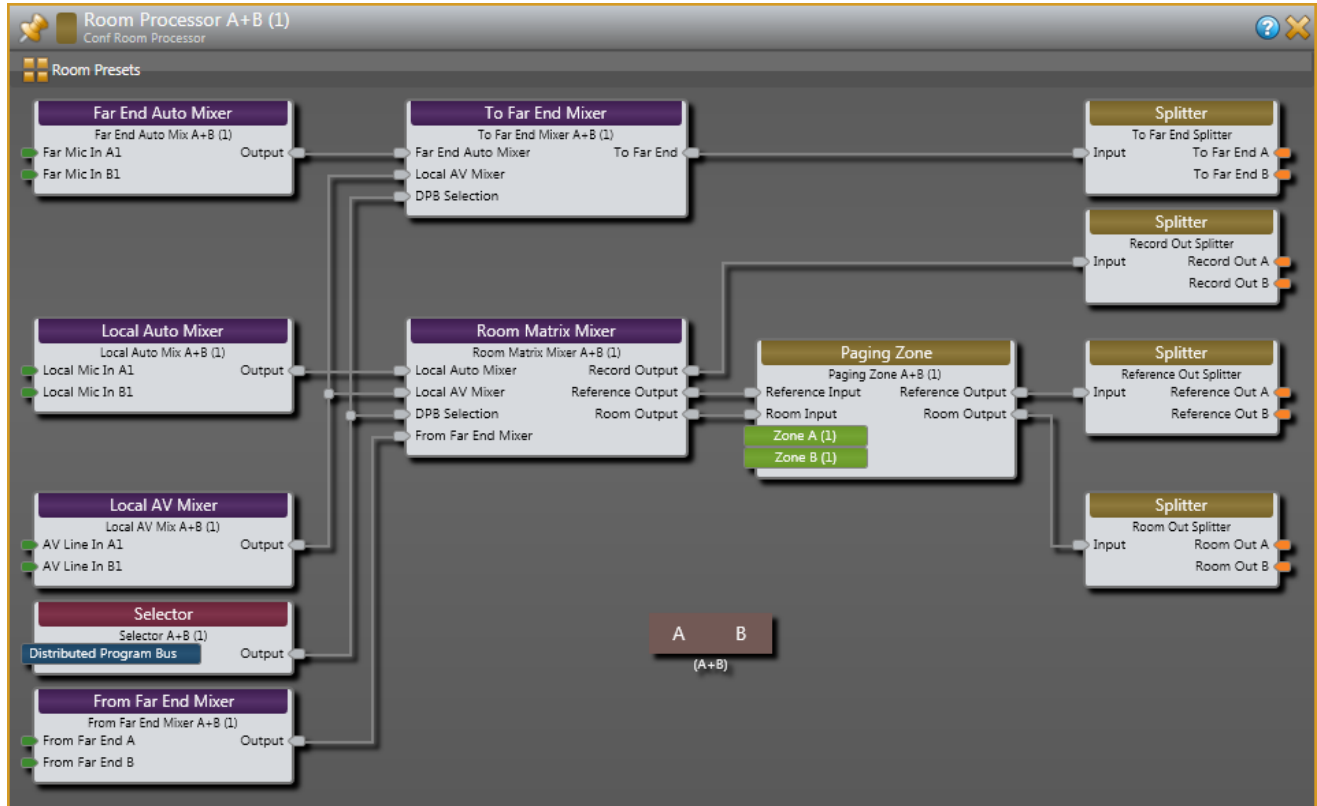 Room Processor A+B (1)
Conf Room Processor
?
Room Presets
Far End Auto Mixer
Far End Auto Mix A+B (1)
Far Mic In A1 Output
Far Mic In B1
To Far End Mixer
To Far End Mixer A+B (1)
Far End Auto Mixer To Far End
Local AV Mixer
DPB Selection
Splitter
To Far End Splitter
Input To Far End A
To Far End B
Splitter
Record Out Splitter
Input Record Out A
Record Out B
Local Auto Mixer
Local Auto Mix A+B (1)
Local Mic In A1 Output
Local Mic In B1
Room Matrix Mixer
Room Matrix Mixer A+B (1)
Local Auto Mixer Record Output
Local AV Mixer Reference Output
DPB Selection Room Output
From Far End Mixer
Paging Zone
Paging Zone A+B (1)
Reference Input Reference Output
Room Input Room Output
Zone A (1)
Zone B (1)
Splitter
Reference Out Splitter
Input Reference Out A
Reference Out B
Local AV Mixer
Local AV Mix A+B (1)
AV Line In A1 Output
AV Line In B1
Splitter
Room Out Splitter
Input Room Out A
Room Out B
Selector
Selector A+B (1)
Distributed Program Bus Output
A B
(A+B)
From Far End Mixer
From Far End Mixer A+B (1)
From Far End A Output
From Far End B